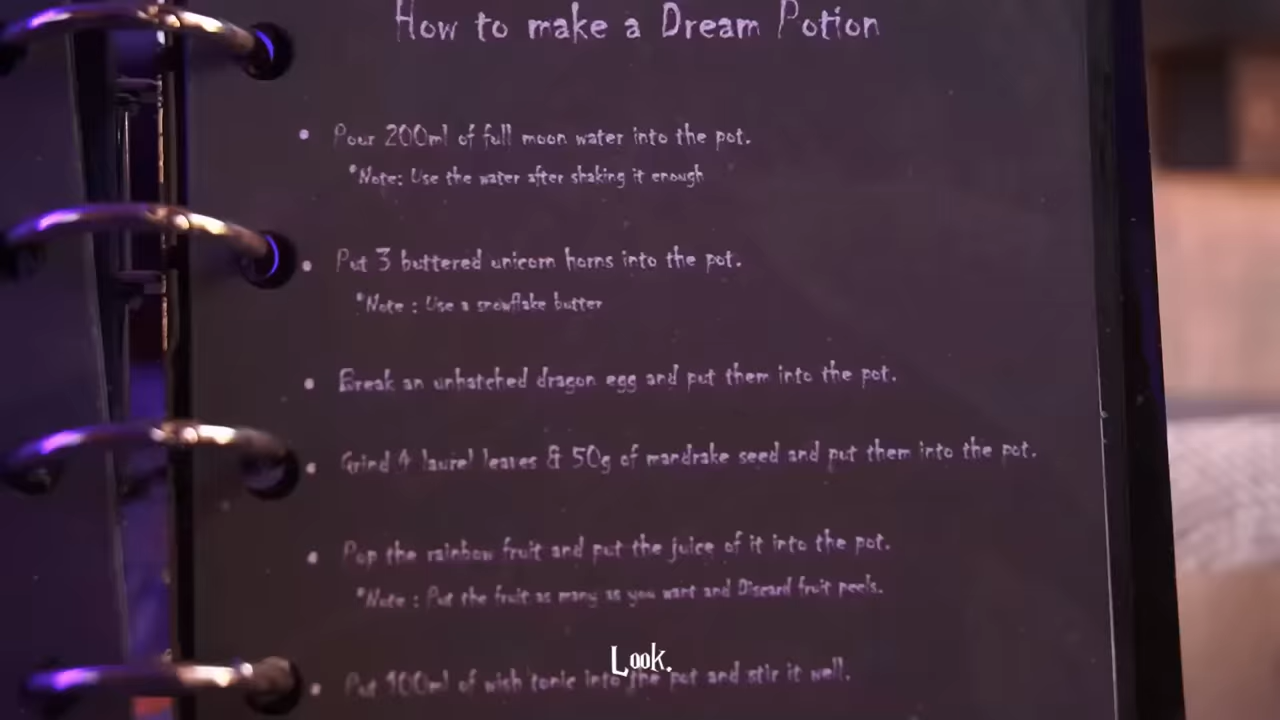 How to make a Dream Potion
• Pour 200ml of full moon water into the pot.
*Note: Use the water after shaking it enough
• Put 3 buttered unicorn horns into the pot.
*Note : Use a snowflake butter
• Break an unhatched dragon egg and put them into the pot.
• Grind 4 laurel leaves & 50g of mandrake seed and put them into the pot.
• Pop the rainbow fruit and put the juice of it into the pot.
*Note : Put the fruit as many as you want and Discard fruit peels.
Look.
• Put 100ml of wish tonic into the pot and stir it well.